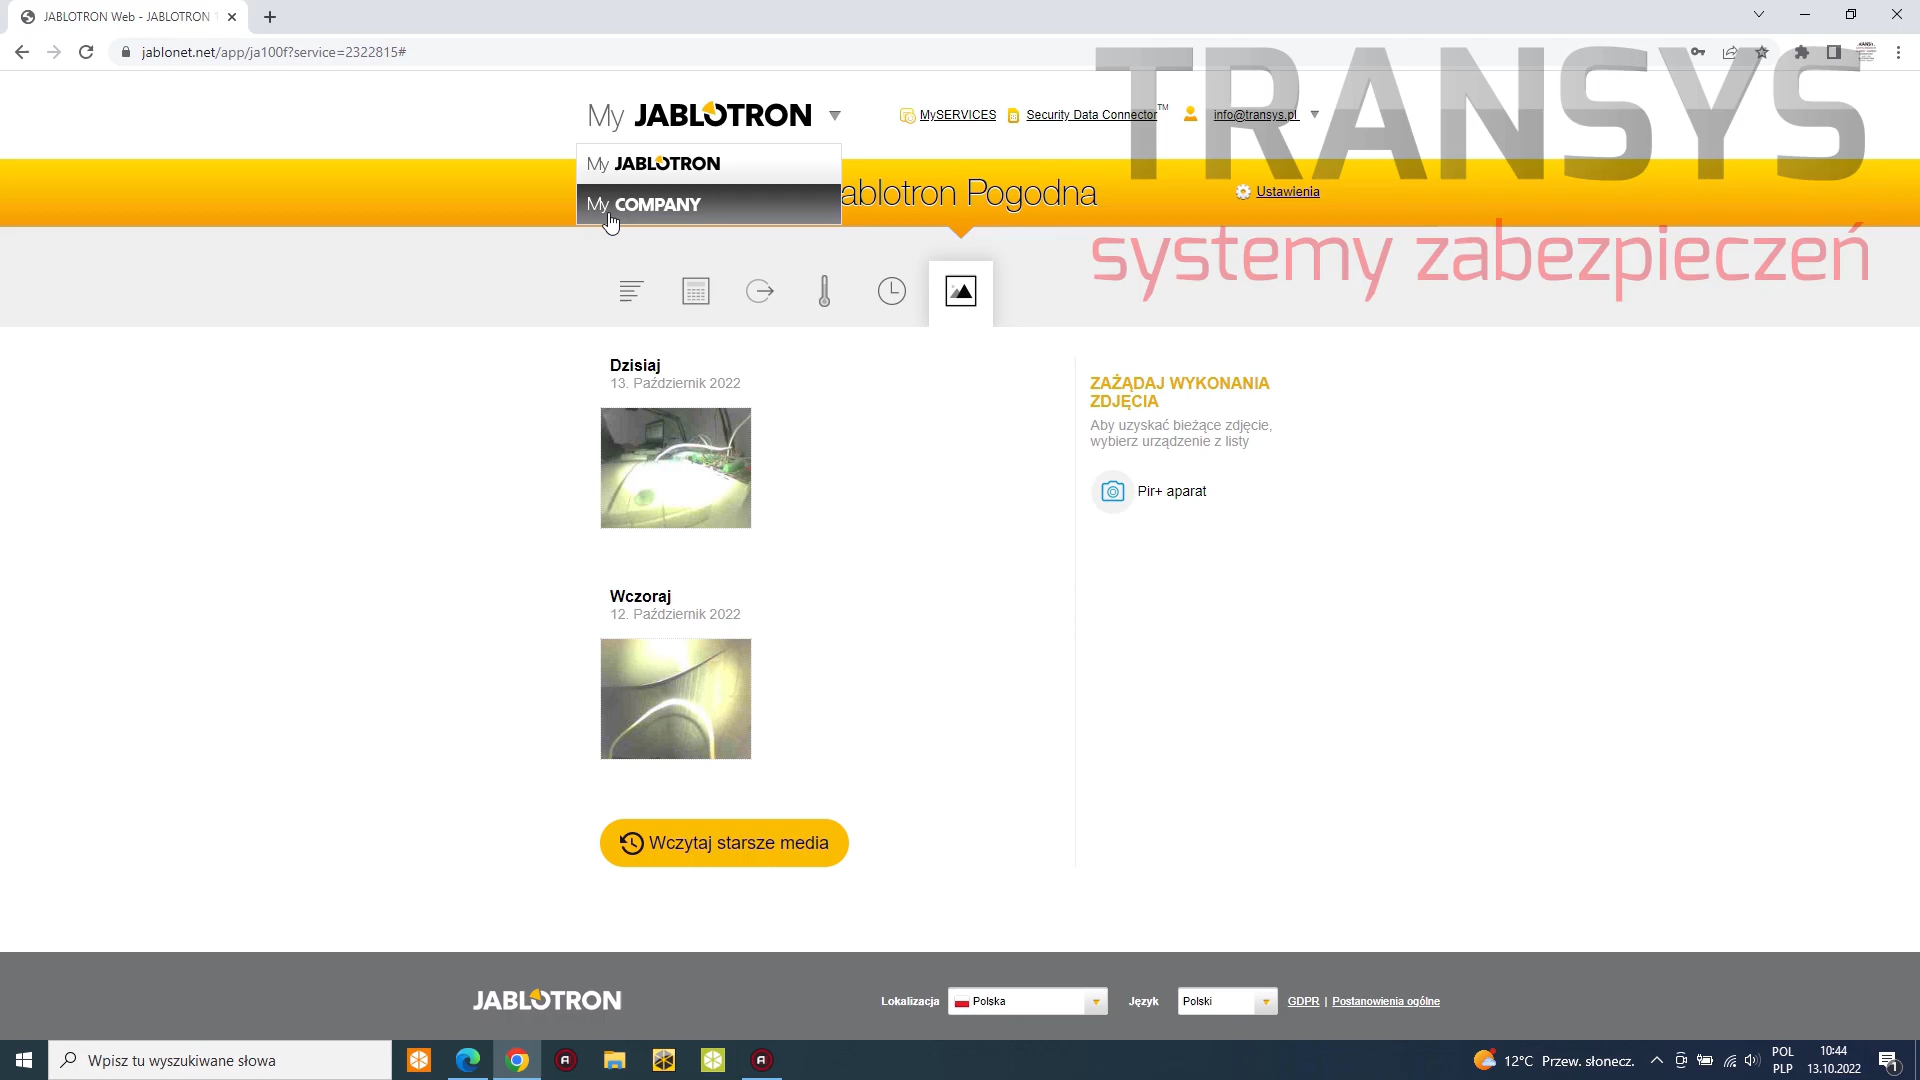 JABLOTRON Web - JABLOTRON 1
jablonet.net/app/ja100f?service=2322815#
TRANSYS
systemy zabezpieczeń
My JABLOTRON
MySERVICES
Security Data Connector™
info@transys.pl
My JABLOTRON
My COMPANY
ablotron Pogodna
Ustawienia
Dzisiaj
13. Październik 2022
ZAŻĄDAJ WYKONANIA
ZDJĘCIA
Aby uzyskać bieżące zdjęcie,
wybierz urządzenie z listy
Pir+ aparat
Wczoraj
12. Październik 2022
Wczytaj starsze media
JABLOTRON
Lokalizacja
Polska
Język
Polski
GDPR | Postanowienia ogólne
Wpisz tu wyszukiwane słowa
12°C Przew. słonecz.
POL
PLP
10:44
13.10.2022
1